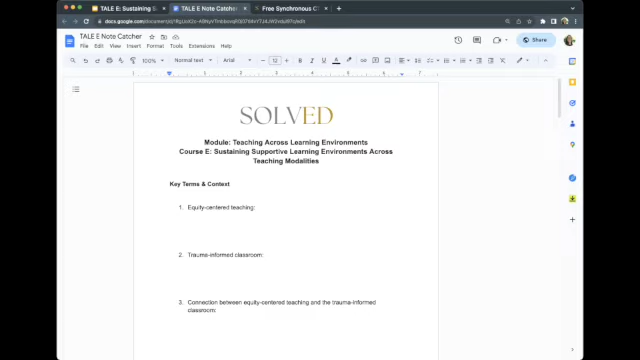 TALE E: Sustaining S
TALE E Note Catcher
Free Synchronous C
TALE E Note Catcher
File Edit View Insert Format Tools Extensions Help
Share
100%
Normal text
Arial
12
SOLVED
Module: Teaching Across Learning Environments
Course E: Sustaining Supportive Learning Environments Across
Teaching Modalities
Key Terms & Context
1. Equity-centered teaching:
2. Trauma-informed classroom:
3. Connection between equity-centered teaching and the trauma-informed
classroom: